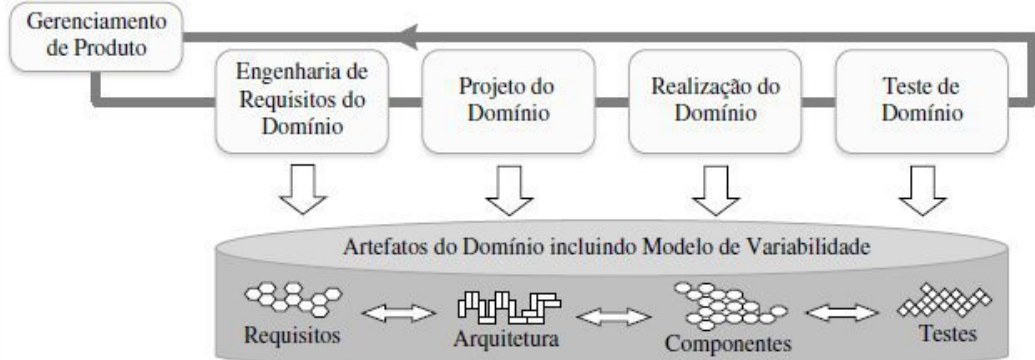 Gerenciamento
de Produto
Engenharia de
Requisitos do
Domínio
Projeto do
Domínio
Realização do
Domínio
Teste de
Domínio
Artefatos do Domínio incluindo Modelo de Variabilidade
Requisitos
Arquitetura
Componentes
Testes